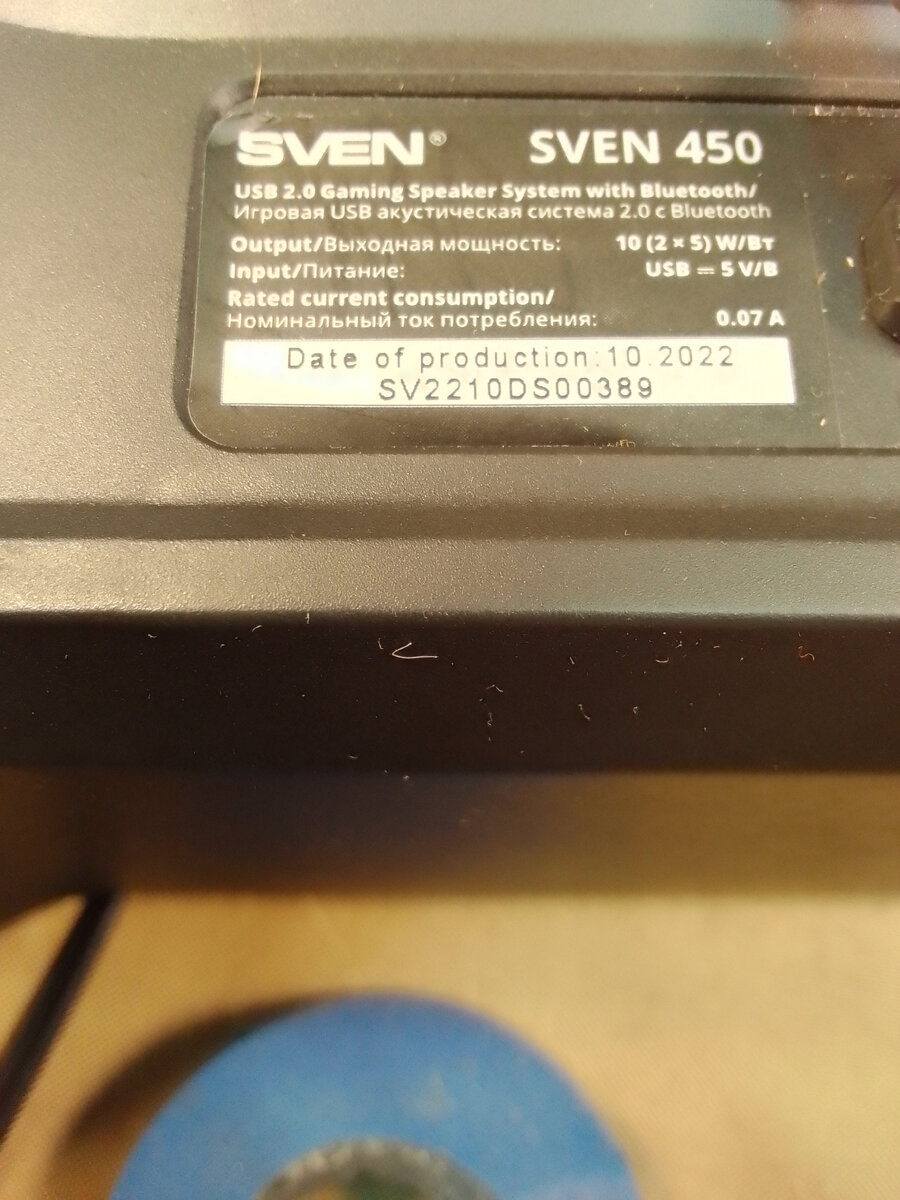 SVEN® SVEN 450
USB 2.0 Gaming Speaker System with Bluetooth/
Игровая USB акустическая система 2.0 с Bluetooth
Output/Выходная мощность: 10 (2 × 5) W/Вт
Input/Питание: USB ⎓ 5 V/В
Rated current consumption/
Номинальный ток потребления: 0.07 A
Date of production:10.2022
SV2210DS00389